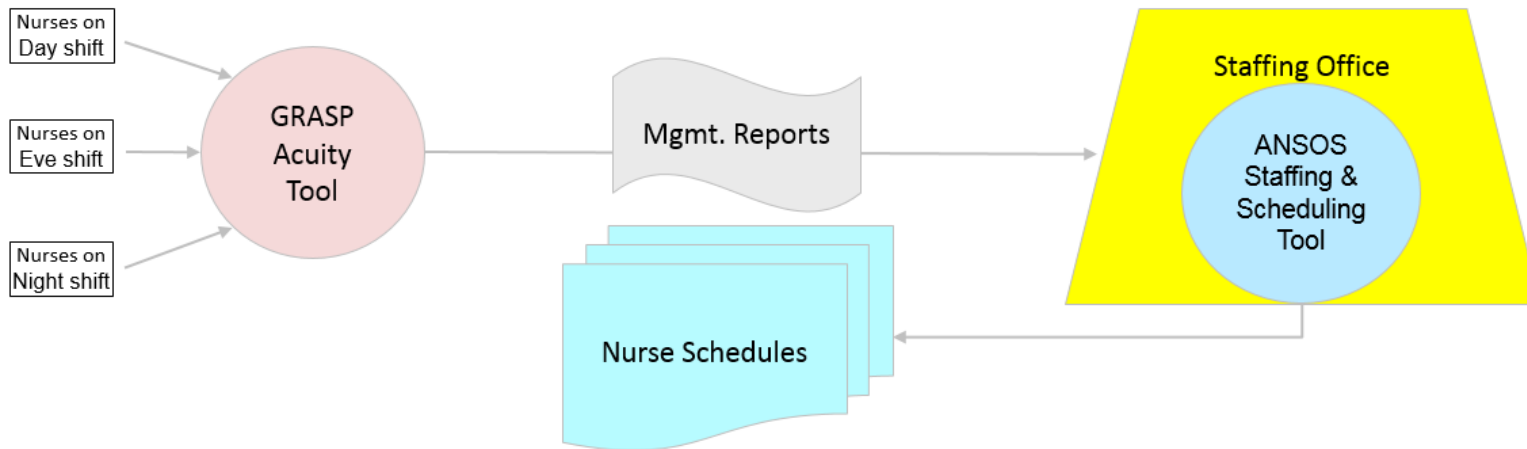 Nurses on
Day shift
Nurses on
Eve shift
Nurses on
Night shift
GRASP
Acuity
Tool
Mgmt. Reports
Staffing Office
ANSOS
Staffing &
Scheduling
Tool
Nurse Schedules